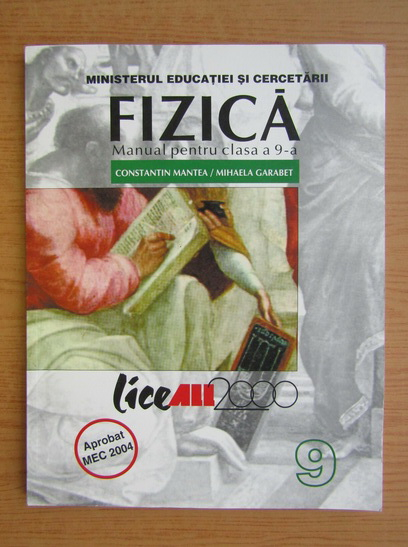 MINISTERUL EDUCAȚIEI ȘI CERCETĂRII
FIZICĂ
Manual pentru clasa a 9-a
CONSTANTIN MANTEA / MIHAELA GARABET
liceALL2000
Aprobat
MEC 2004
9